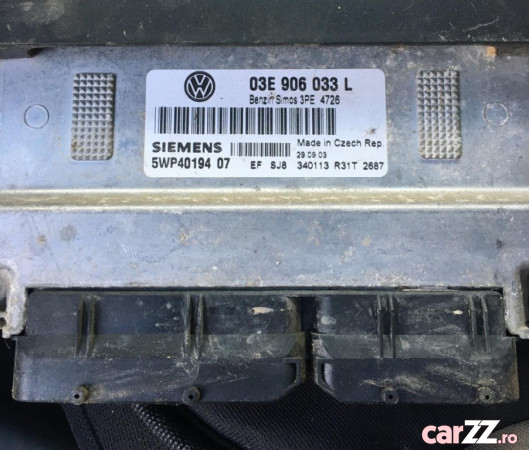 03E 906 033 L
Benzin Simos 3PE 4726
SIEMENS
Made in Czech Rep.
29.09.03
5WP40194 07 EF SJ8 340113 R31T 2687
carZZ.ro